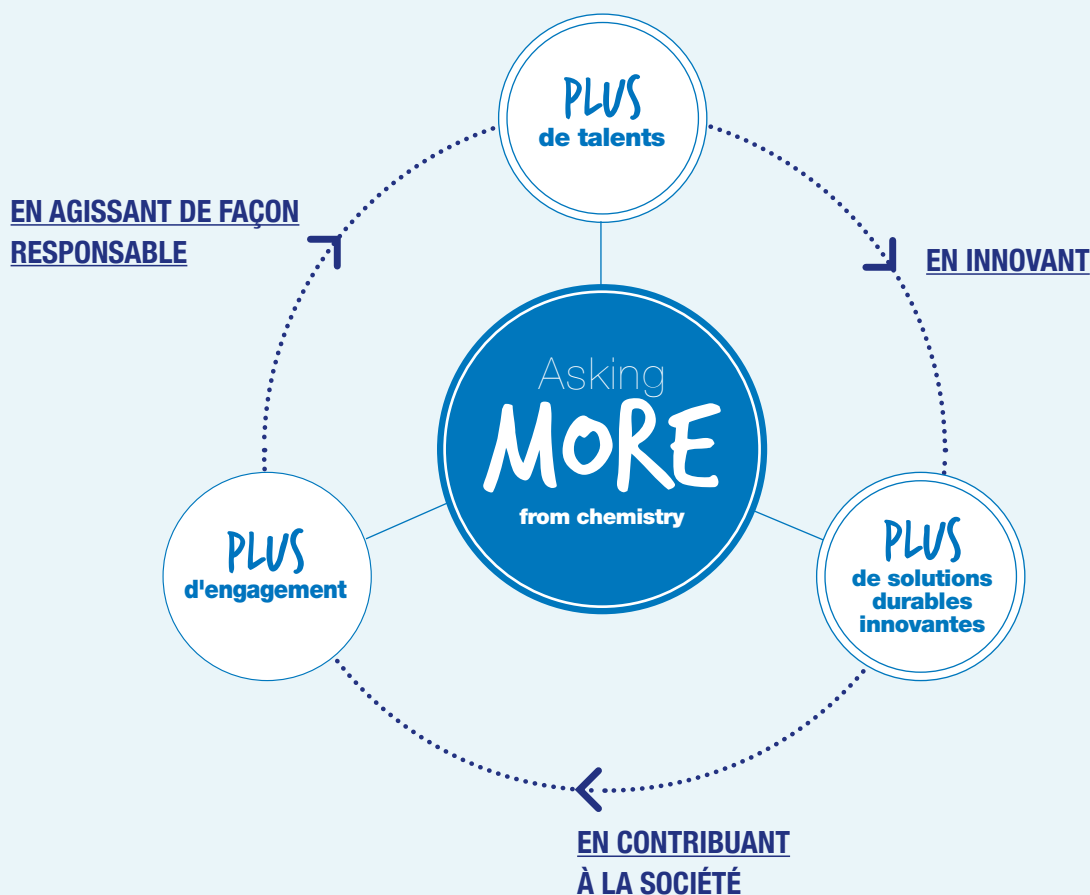 PLUS
de talents
EN AGISSANT DE FAÇON
RESPONSABLE
EN INNOVANT
Asking
MORE
from chemistry
PLUS
d'engagement
PLUS
de solutions
durables
innovantes
EN CONTRIBUANT
À LA SOCIÉTÉ